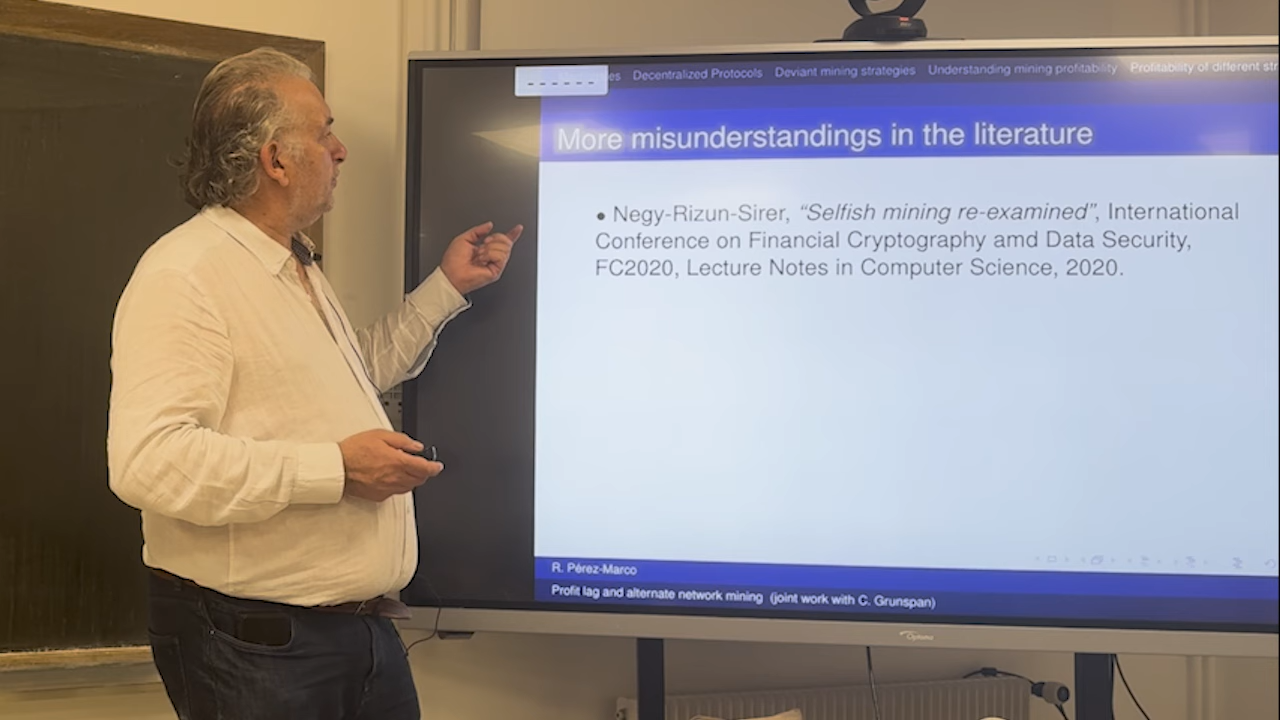 es Decentralized Protocols Deviant mining strategies Understanding mining profitability Profitability of different str
More misunderstandings in the literature
• Negy-Rizun-Sirer, “Selfish mining re-examined”, International
Conference on Financial Cryptography amd Data Security,
FC2020, Lecture Notes in Computer Science, 2020.
R. Pérez-Marco
Profit lag and alternate network mining (joint work with C. Grunspan)
Optoma